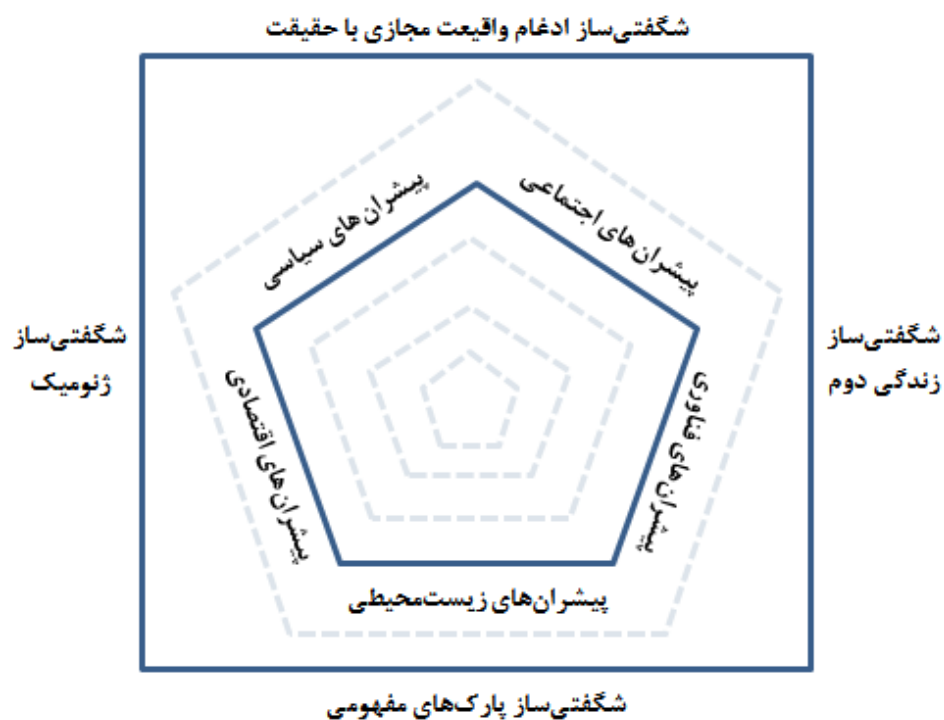 شگفتی‌ساز ادغام واقیعت مجازی با حقیقت
پیشران‌های اجتماعی
پیشران‌های سیاسی
شگفتی‌ساز
زندگی دوم
شگفتی‌ساز
ژنومیک
پیشران‌های فناوری
پیشران‌های اقتصادی
پیشران‌های زیست‌محیطی
شگفتی‌ساز پارک‌های مفهومی